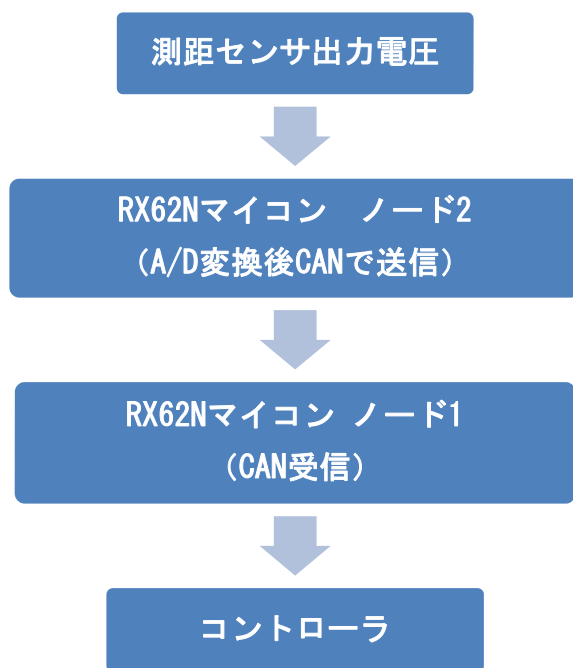 測距センサ出力電圧
RX62Nマイコン　ノード2
（A/D変換後CANで送信）
RX62Nマイコン ノード1
（CAN受信）
コントローラ